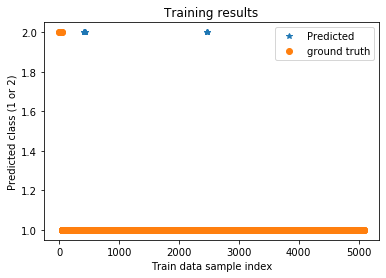 Training results
Predicted
ground truth
Predicted class (1 or 2)
2.0
1.8
1.6
1.4
1.2
1.0
0
1000
2000
3000
4000
5000
Train data sample index